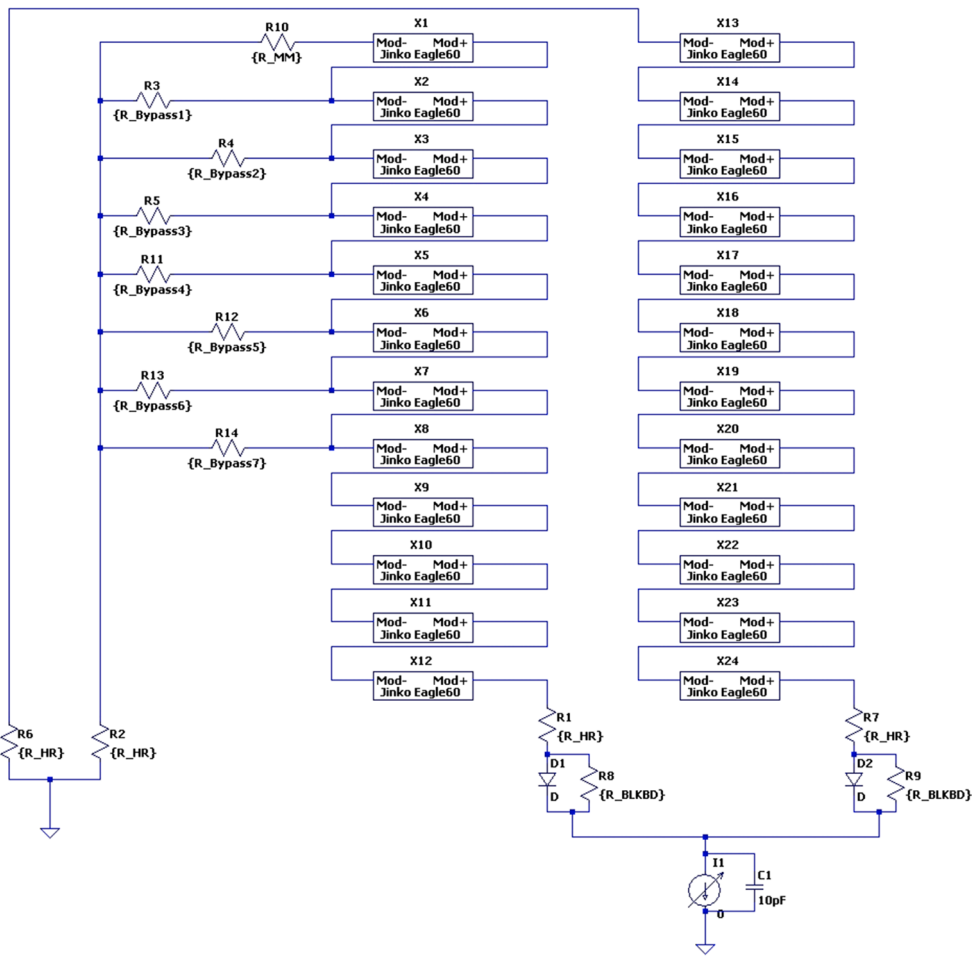 X1
X13
R10
Mod- Mod+
Mod- Mod+
{R_MM}
Jinko Eagle60
Jinko Eagle60
X2
X14
R3
Mod- Mod+
Mod- Mod+
{R_Bypass1}
Jinko Eagle60
Jinko Eagle60
X3
X15
R4
Mod- Mod+
Mod- Mod+
{R_Bypass2}
Jinko Eagle60
Jinko Eagle60
X4
X16
R5
Mod- Mod+
Mod- Mod+
{R_Bypass3}
Jinko Eagle60
Jinko Eagle60
X5
X17
R11
Mod- Mod+
Mod- Mod+
{R_Bypass4}
Jinko Eagle60
Jinko Eagle60
X6
X18
R12
Mod- Mod+
Mod- Mod+
{R_Bypass5}
Jinko Eagle60
Jinko Eagle60
X7
X19
R13
Mod- Mod+
Mod- Mod+
{R_Bypass6}
Jinko Eagle60
Jinko Eagle60
X8
X20
R14
Mod- Mod+
Mod- Mod+
{R_Bypass7}
Jinko Eagle60
Jinko Eagle60
X9
X21
Mod- Mod+
Mod- Mod+
Jinko Eagle60
Jinko Eagle60
X10
X22
Mod- Mod+
Mod- Mod+
Jinko Eagle60
Jinko Eagle60
X11
X23
Mod- Mod+
Mod- Mod+
Jinko Eagle60
Jinko Eagle60
X12
X24
Mod- Mod+
Mod- Mod+
Jinko Eagle60
Jinko Eagle60
R6
{R_HR}
R2
{R_HR}
R1
{R_HR}
R7
{R_HR}
D1
D
R8
{R_BLKBD}
D2
D
R9
{R_BLKBD}
I1
0
C1
10pF